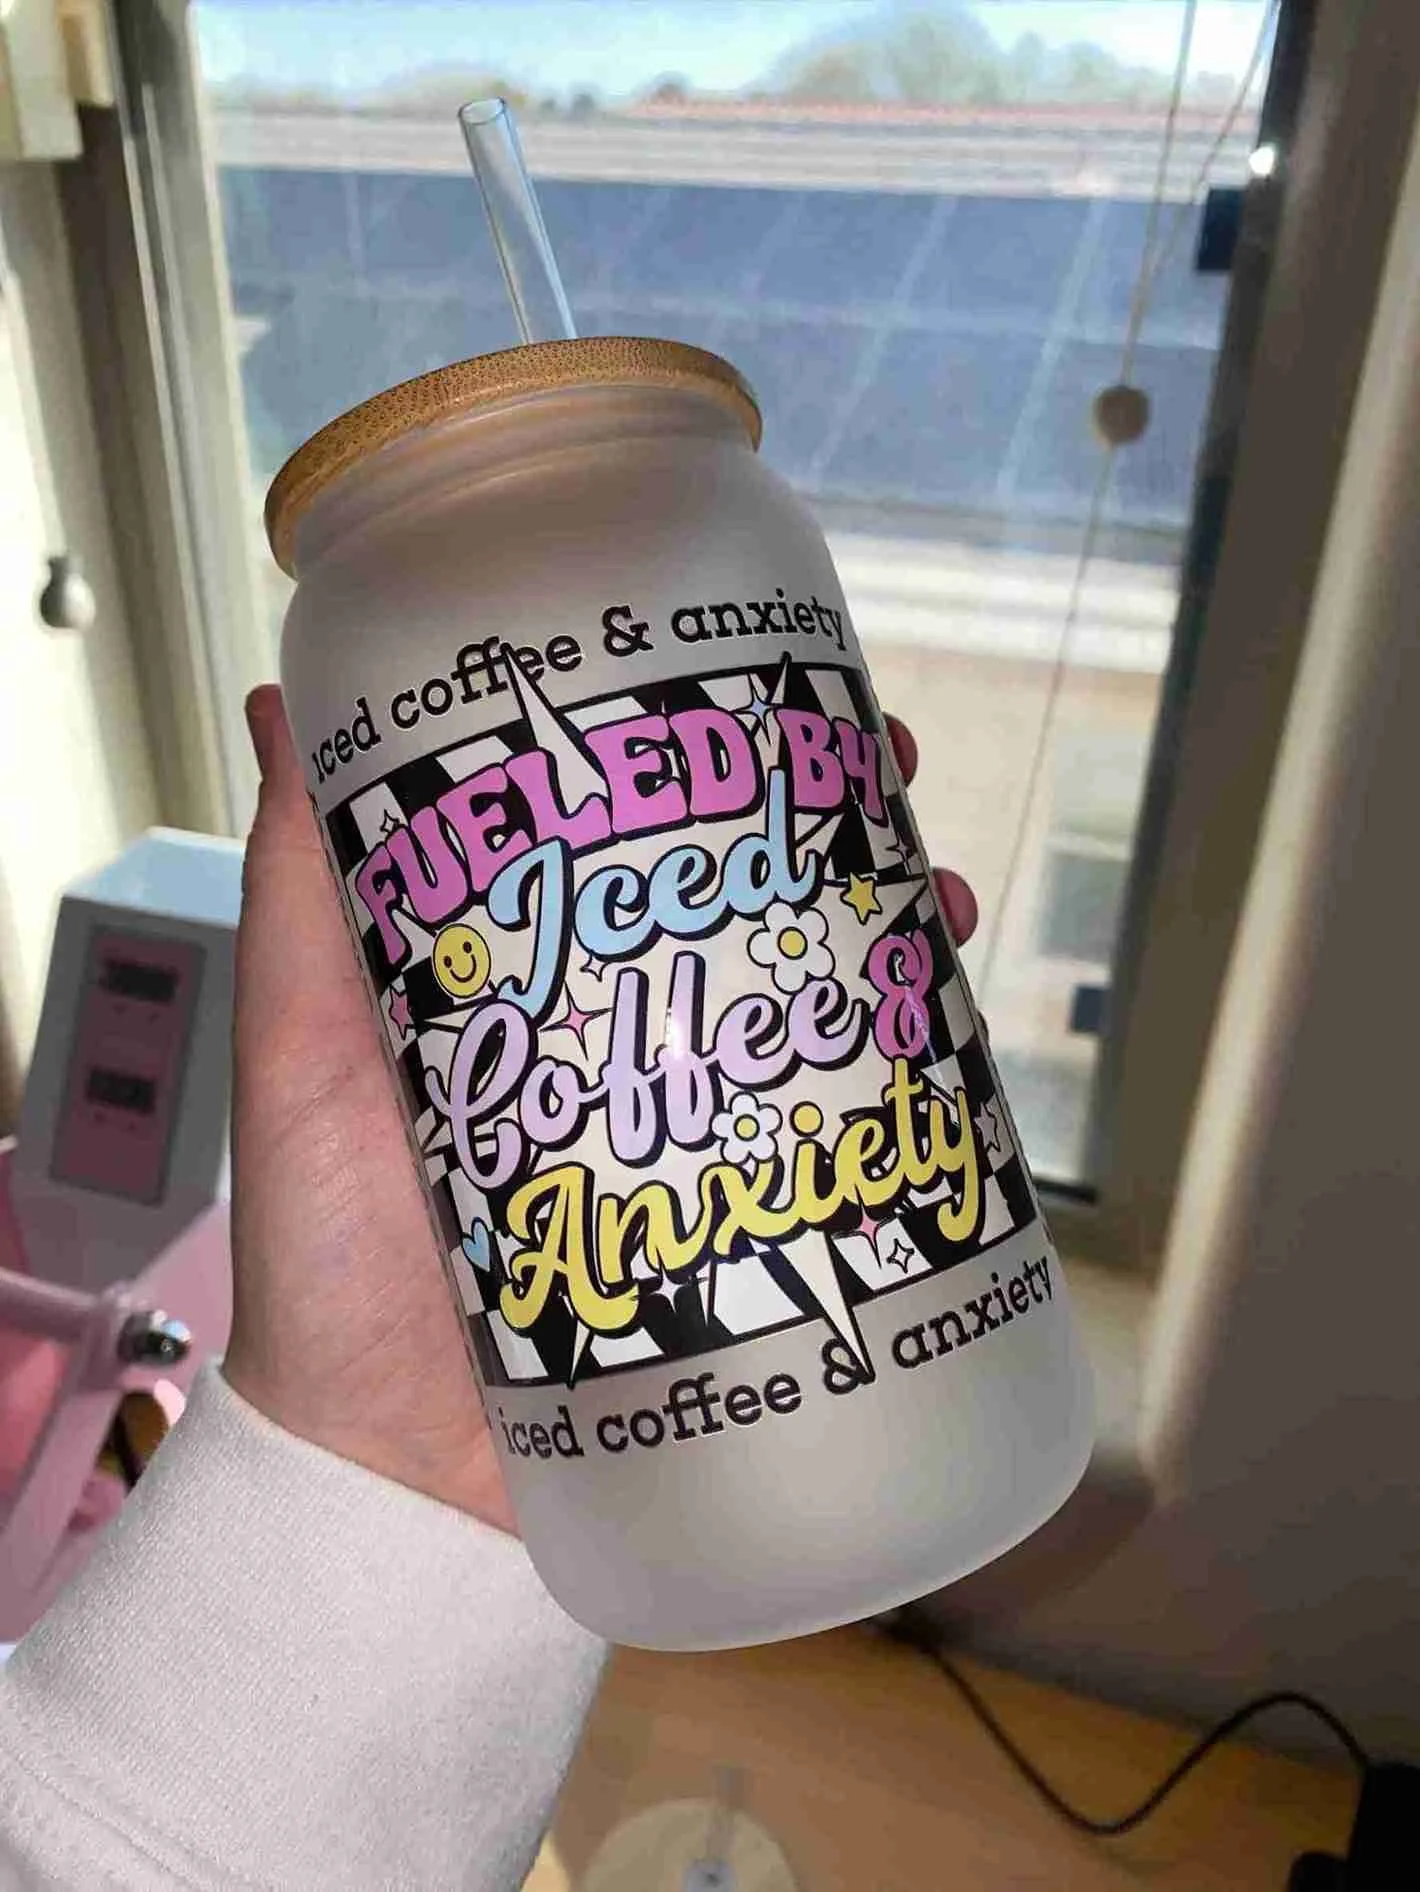 iced coffee & anxiety
FUELED BY
Iced
Coffee &
Anxiety
iced coffee & anxiety